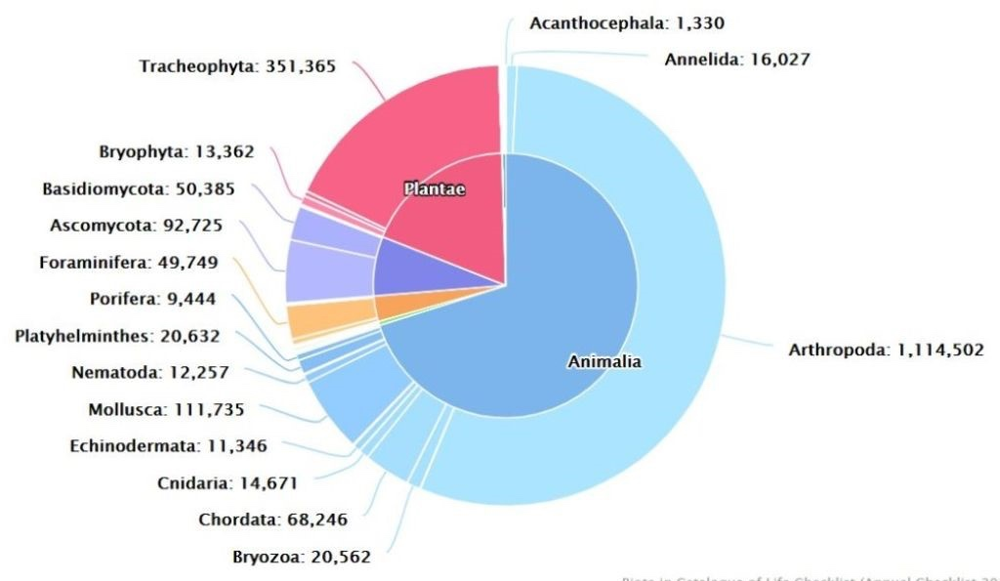 Acanthocephala: 1,330
Annelida: 16,027
Tracheophyta: 351,365
Bryophyta: 13,362
Plantae
Basidiomycota: 50,385
Ascomycota: 92,725
Foraminifera: 49,749
Porifera: 9,444
Platyhelminthes: 20,632
Arthropoda: 1,114,502
Animalia
Nematoda: 12,257
Mollusca: 111,735
Echinodermata: 11,346
Cnidaria: 14,671
Chordata: 68,246
Bryozoa: 20,562